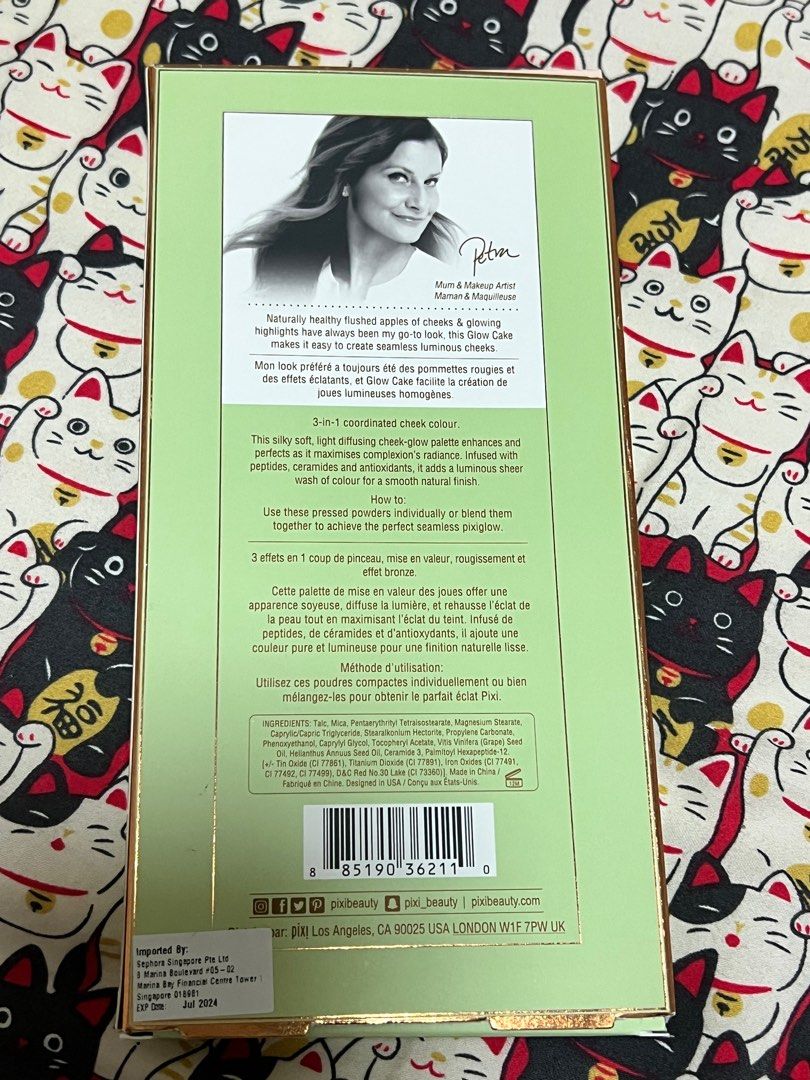 Petra
Mum & Makeup Artist
Maman & Maquilleuse
Naturally healthy flushed apples of cheeks & glowing
highlights have always been my go-to look, this Glow Cake
makes it easy to create seamless luminous cheeks.
Mon look préféré a toujours été des pommettes rougies et
des effets éclatants, et Glow Cake facilite la création de
joues lumineuses homogènes.
3-in-1 coordinated cheek colour.
This silky soft, light diffusing cheek-glow palette enhances and
perfects as it maximises complexion's radiance. Infused with
peptides, ceramides and antioxidants, it adds a luminous sheer
wash of colour for a smooth natural finish.
How to:
Use these pressed powders individually or blend them
together to achieve the perfect seamless pixiglow.
3 effets en 1 coup de pinceau, mise en valeur, rougissement et
effet bronze.
Cette palette de mise en valeur des joues offre une
apparence soyeuse, diffuse la lumière, et rehausse l'éclat de
la peau tout en maximisant l'éclat du teint. Infusé de
peptides, de céramides et d'antioxydants, il ajoute une
couleur pure et lumineuse pour une finition naturelle lisse.
Méthode d'utilisation:
Utilisez ces poudres compactes individuellement ou bien
mélangez-les pour obtenir le parfait éclat Pixi.
INGREDIENTS: Talc, Mica, Pentaerythrityl Tetraisostearate, Magnesium Stearate,
Caprylic/Capric Triglyceride, Stearalkonium Hectorite, Propylene Carbonate,
Phenoxyethanol, Caprylyl Glycol, Tocopheryl Acetate, Vitis Vinifera (Grape) Seed
Oil, Helianthus Annuus Seed Oil, Ceramide 3, Palmitoyl Hexapeptide-12.
[+/- Tin Oxide (CI 77861), Titanium Dioxide (CI 77891), Iron Oxides (CI 77491,
CI 77492, CI 77499), D&C Red No.30 Lake (CI 73360)]. Made in China /
Fabriqué en Chine. Designed in USA / Conçu aux États-Unis.
8 85190 36211 0
pixibeauty pixi_beauty | pixibeauty.com
par: pixi Los Angeles, CA 90025 USA LONDON W1F 7PW UK
Imported By:
Sephora Singapore Pte Ltd
8 Marina Boulevard #05-02
Marina Bay Financial Centre Tower 1
Singapore 018981
EXP Date: Jul 2024
福